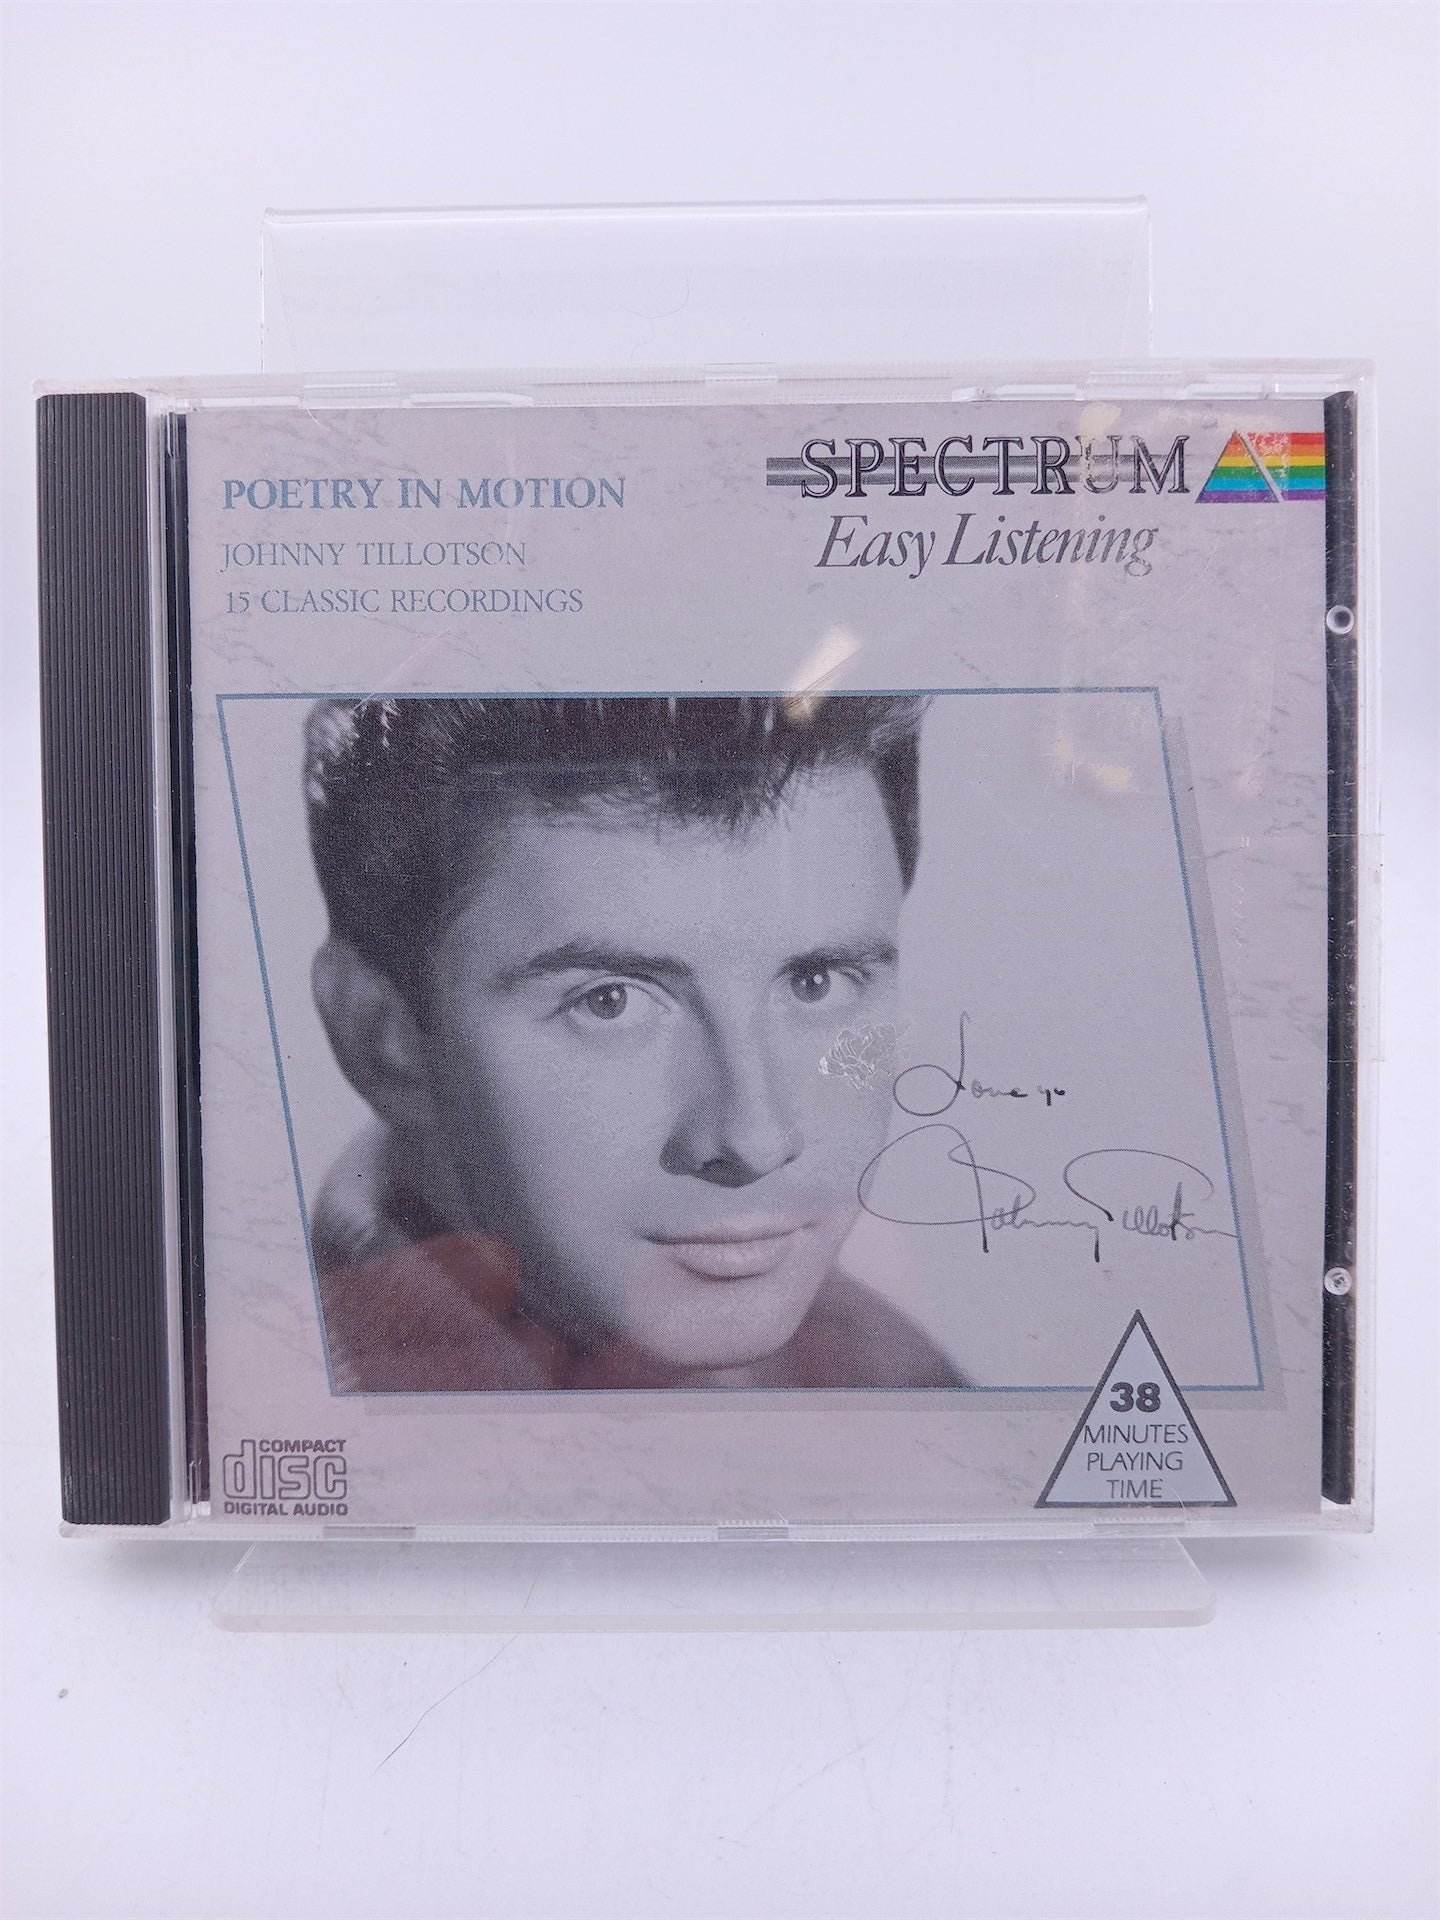 POETRY IN MOTION
JOHNNY TILLOTSON
15 CLASSIC RECORDINGS
SPECTRUM
Easy Listening
Love ya
Johnny Tillotson
38
MINUTES
PLAYING
TIME
COMPACT
disc
DIGITAL AUDIO